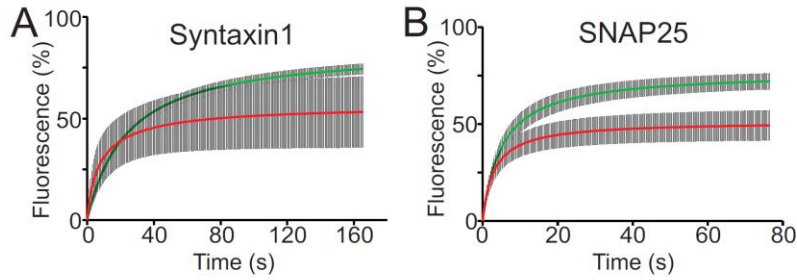 A
Syntaxin1
Fluorescence (%)
100
50
0
0 40 80 120 160
Time (s)
B
SNAP25
Fluorescence (%)
100
50
0
0 20 40 60 80
Time (s)